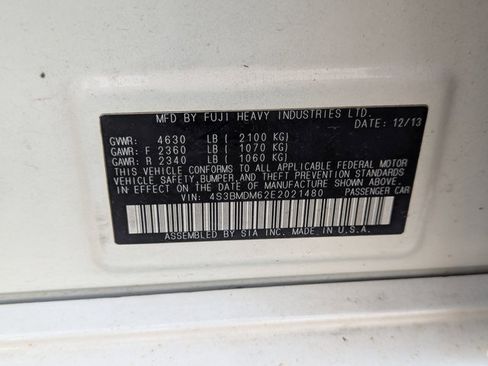 MFD BY FUJI HEAVY INDUSTRIES LTD.
DATE: 12/13
GVWR: 4630 LB ( 2100 KG)
GAWR: F 2360 LB ( 1070 KG)
GAWR: R 2340 LB ( 1060 KG)
THIS VEHICLE CONFORMS TO ALL APPLICABLE FEDERAL MOTOR
VEHICLE SAFETY, BUMPER, AND THEFT PREVENTION STANDARDS
IN EFFECT ON THE DATE OF MANUFACTURE SHOWN ABOVE.
VIN: 4S3BMDM62E2021480 PASSENGER CAR
ASSEMBLED BY SIA INC. MADE IN U.S.A.